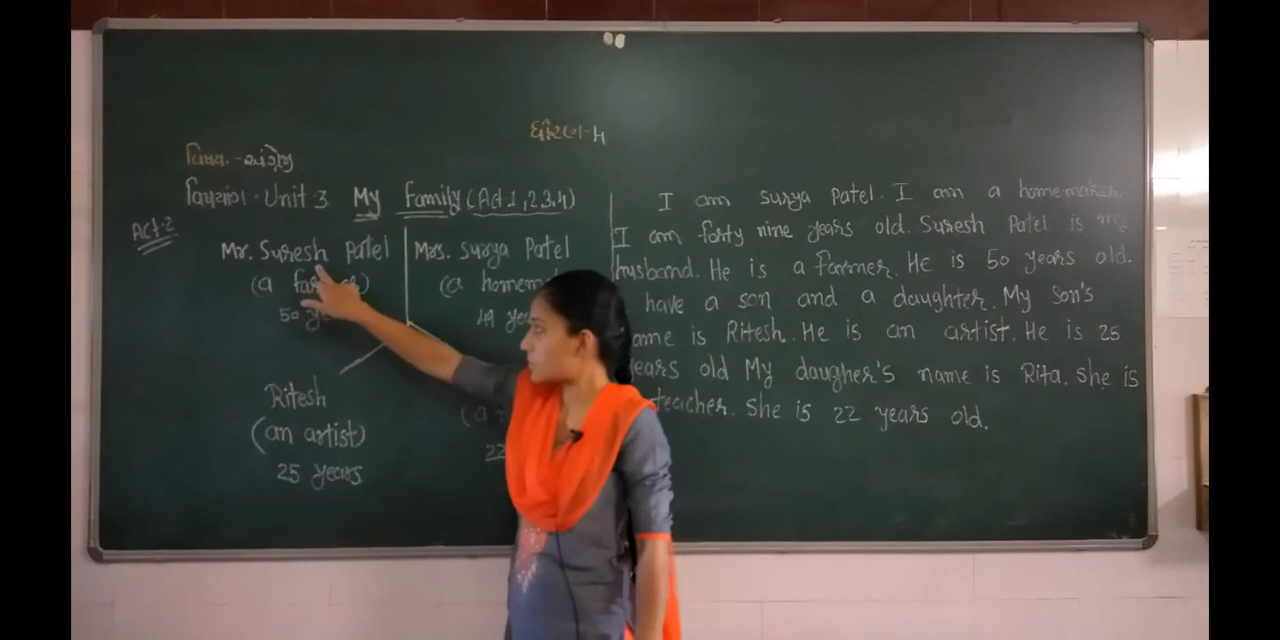 ધોરણ-૫
વિષય - અંગ્રેજી
વિષયાંગ - Unit 3 My Family (Act 1, 2, 3, 4)
Act-2
Mr. Suresh Patel
(a farmer)
50
Mrs. Surya Patel
(a
49
Ritesh
(an artist)
25 years
(a
22
I am Surya Patel. I am a homemaker
I am forty nine years old. Suresh Patel is my
husband. He is a Farmer. He is 50 years old.
have a son and a daughter. My Son's
is Ritesh. He is an artist. He is 25
years old My daugher's name is Rita. She is
teacher. She is 22 years old.